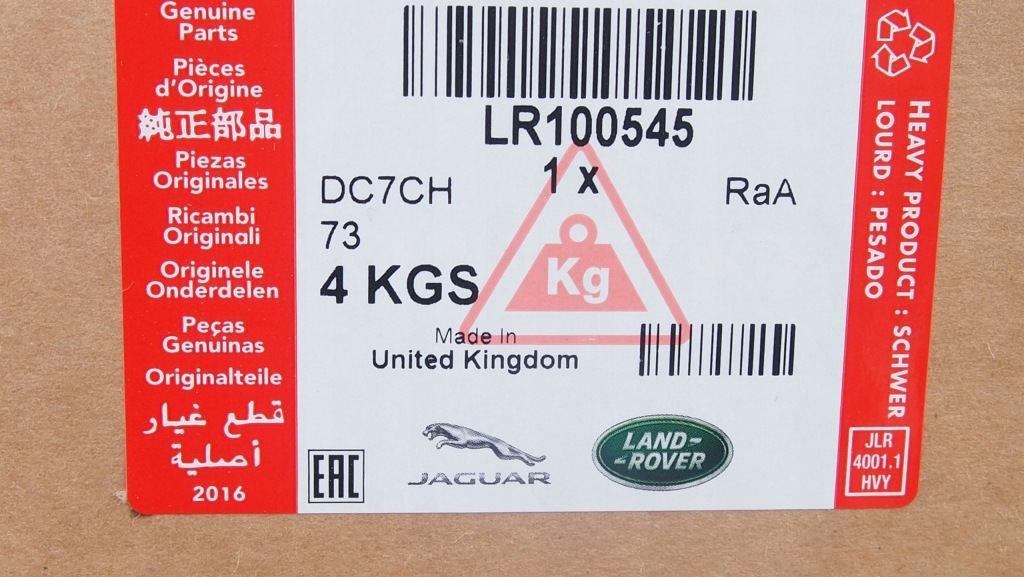 Genuine
Parts
Pièces
d'Origine
純正部品
Piezas
Originales
Ricambi
Originali
Originele
Onderdelen
Peças
Genuinas
Originalteile
قطع غيار
أصلية
2016
LR100545
1 x
DC7CH
RaA
73
4 KGS
Kg
Made In
United Kingdom
EAC
JAGUAR
LAND-
-ROVER
HEAVY PRODUCT : SCHWER
LOURD : PESADO
JLR
4001.1
HVY